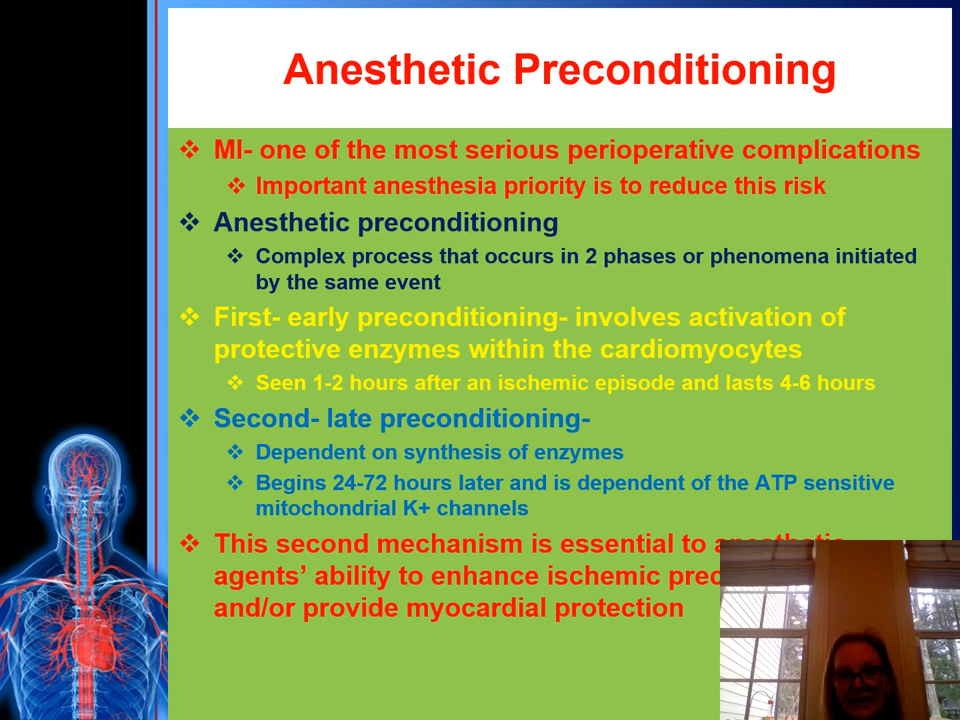 Anesthetic Preconditioning
❖ MI- one of the most serious perioperative complications
❖ Important anesthesia priority is to reduce this risk
❖ Anesthetic preconditioning
❖ Complex process that occurs in 2 phases or phenomena initiated
by the same event
❖ First- early preconditioning- involves activation of
protective enzymes within the cardiomyocytes
❖ Seen 1-2 hours after an ischemic episode and lasts 4-6 hours
❖ Second- late preconditioning-
❖ Dependent on synthesis of enzymes
❖ Begins 24-72 hours later and is dependent of the ATP sensitive
mitochondrial K+ channels
❖ This second mechanism is essential to
agents’ ability to enhance ischemic
and/or provide myocardial protection